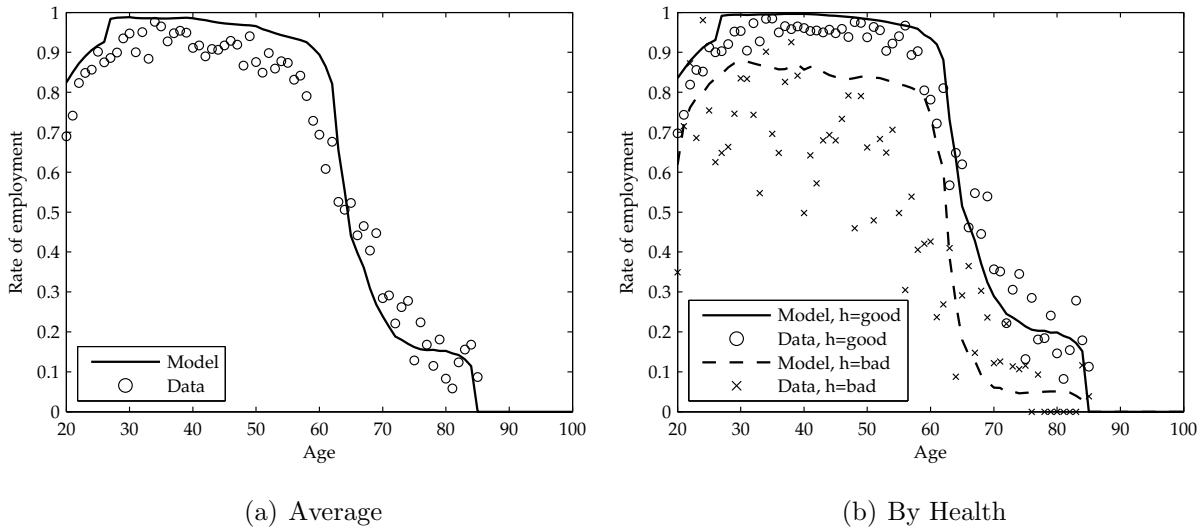 1
0.9
0.8
0.7
0.6
0.5
0.4
0.3
0.2
0.1
0
Rate of employment
20 30 40 50 60 70 80 90 100
Age
Model
Data
(a) Average
1
0.9
0.8
0.7
0.6
0.5
0.4
0.3
0.2
0.1
0
Rate of employment
20 30 40 50 60 70 80 90 100
Age
Model, h=good
Data, h=good
Model, h=bad
Data, h=bad
(b) By Health